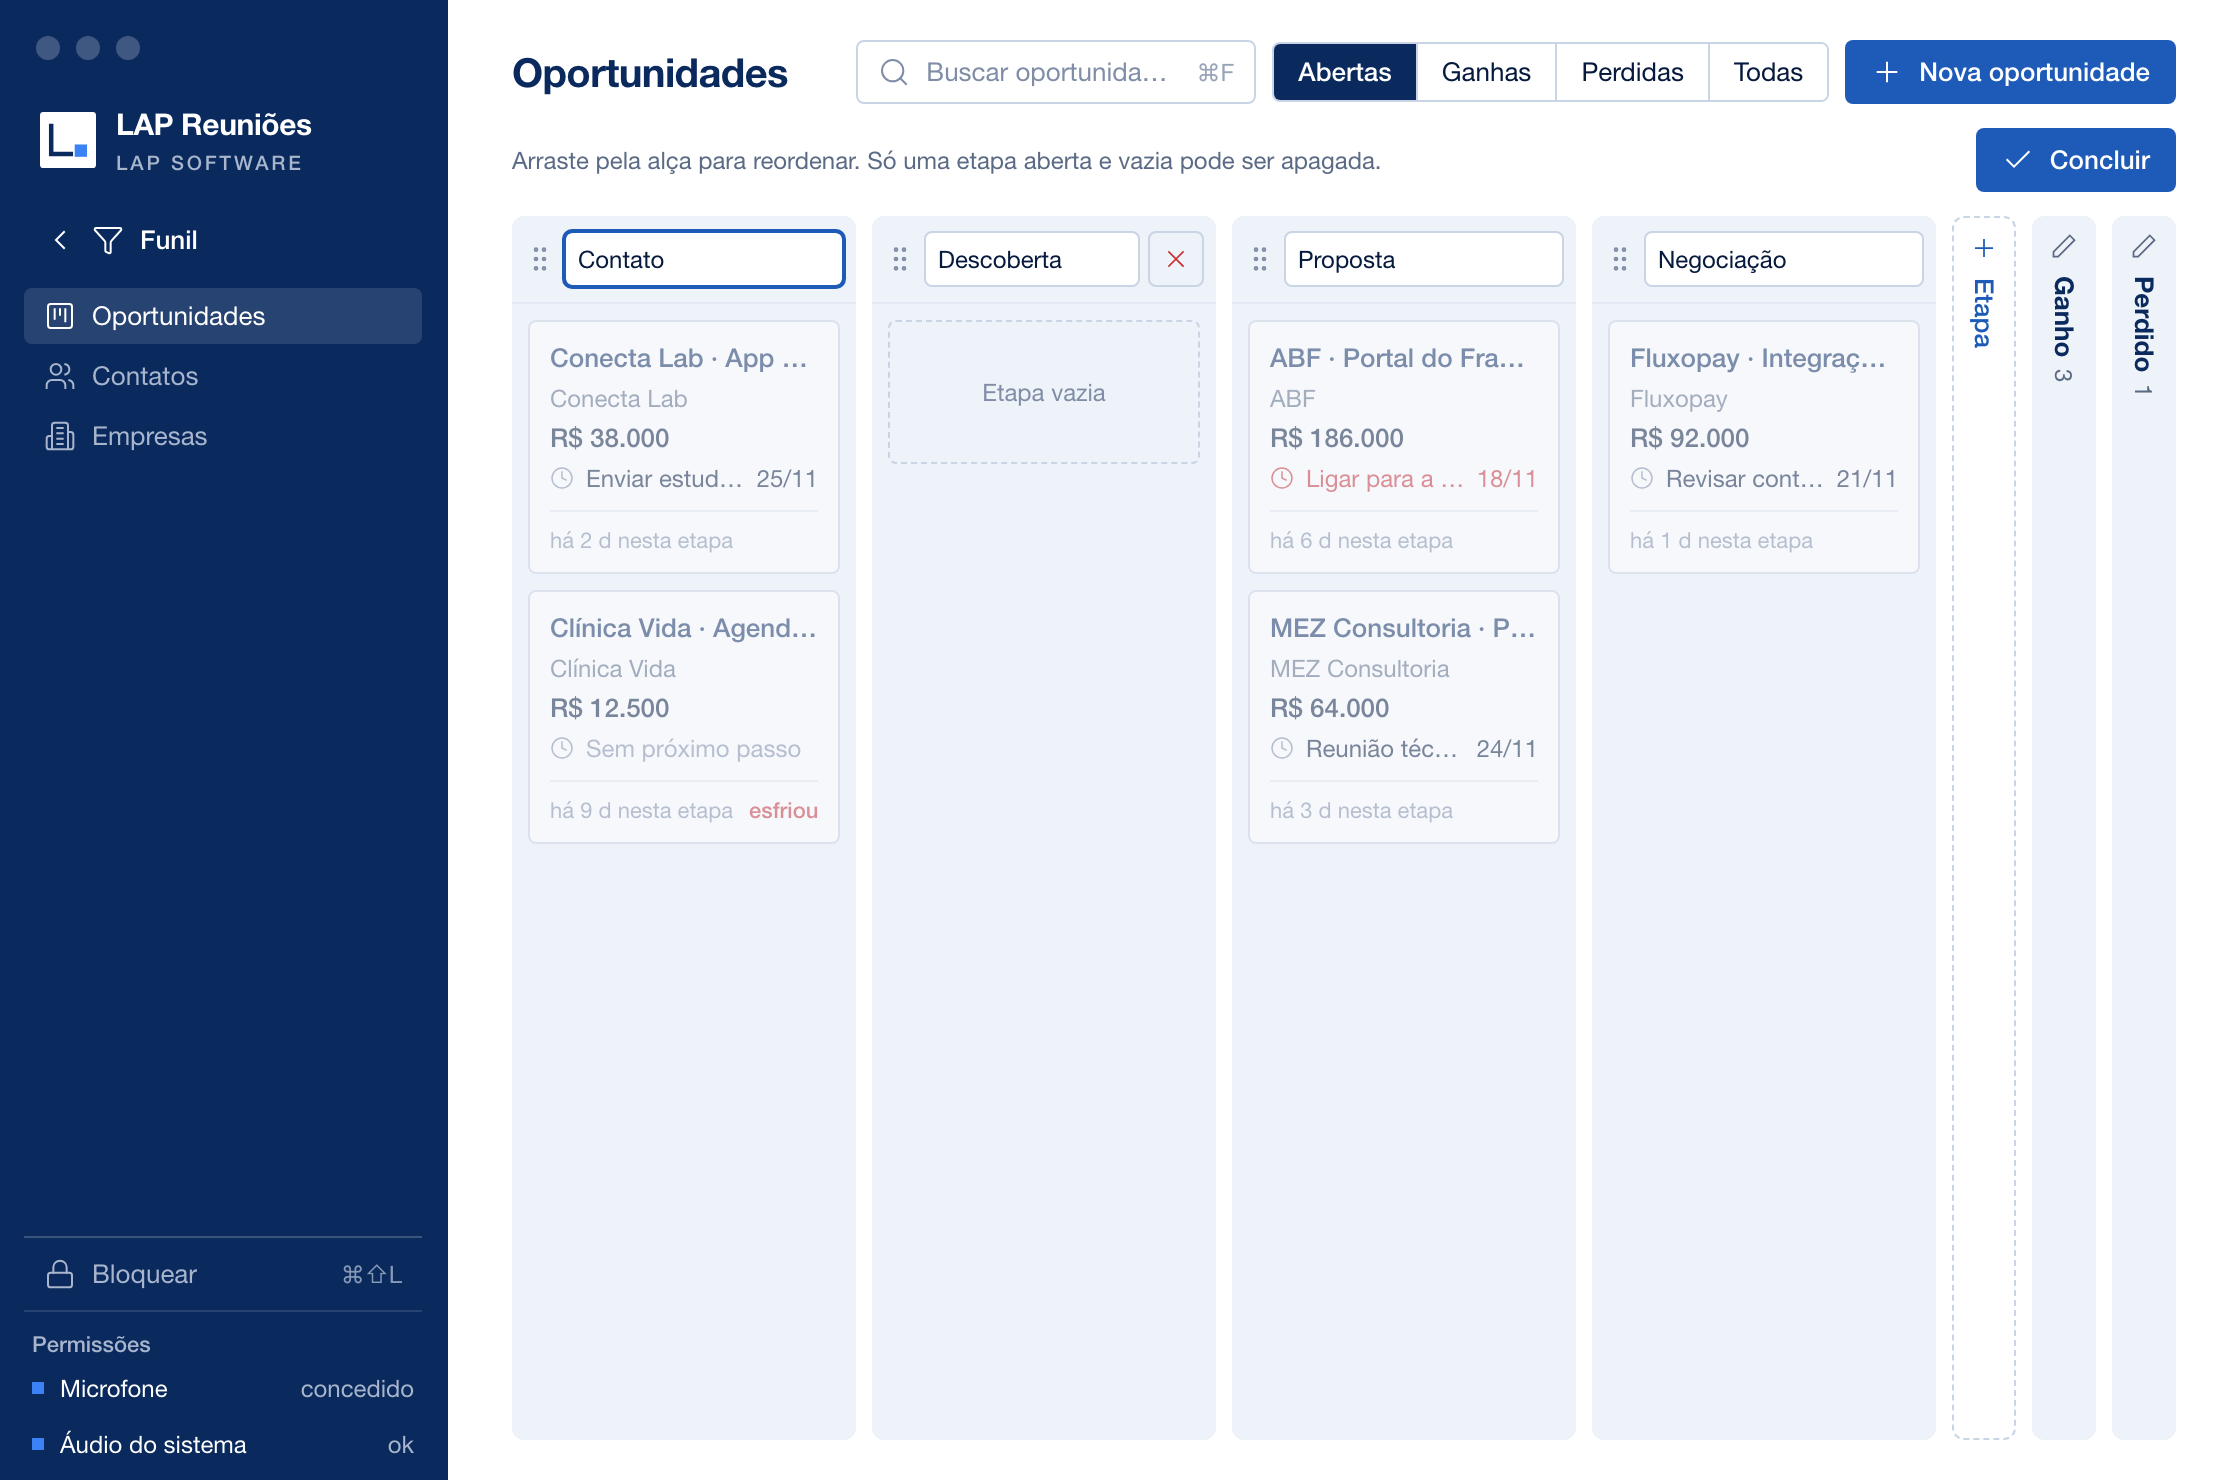 LAP Reuniões
LAP SOFTWARE
Funil
Oportunidades
Contatos
Empresas
Bloquear ⌘⇧L
Permissões
Microfone concedido
Áudio do sistema ok
Oportunidades
Buscar oportunida… ⌘F
Abertas Ganhas Perdidas Todas
Nova oportunidade
Arraste pela alça para reordenar. Só uma etapa aberta e vazia pode ser apagada.
Concluir
Contato
Conecta Lab · App …
Conecta Lab
R$ 38.000
Enviar estud… 25/11
há 2 d nesta etapa
Clínica Vida · Agend…
Clínica Vida
R$ 12.500
Sem próximo passo
há 9 d nesta etapa esfriou
Descoberta
Etapa vazia
Proposta
ABF · Portal do Fra…
ABF
R$ 186.000
Ligar para a … 18/11
há 6 d nesta etapa
MEZ Consultoria · P…
MEZ Consultoria
R$ 64.000
Reunião téc… 24/11
há 3 d nesta etapa
Negociação
Fluxopay · Integraç…
Fluxopay
R$ 92.000
Revisar cont… 21/11
há 1 d nesta etapa
Etapa
Ganho 3
Perdido 1